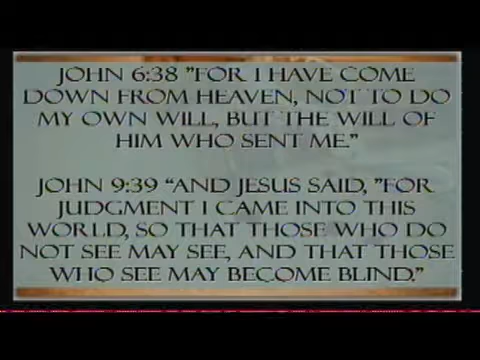 JOHN 6:38 "FOR I HAVE COME
DOWN FROM HEAVEN, NOT TO DO
MY OWN WILL, BUT THE WILL OF
HIM WHO SENT ME."
JOHN 9:39 "AND JESUS SAID, "FOR
JUDGMENT I CAME INTO THIS
WORLD, SO THAT THOSE WHO DO
NOT SEE MAY SEE, AND THAT THOSE
WHO SEE MAY BECOME BLIND."